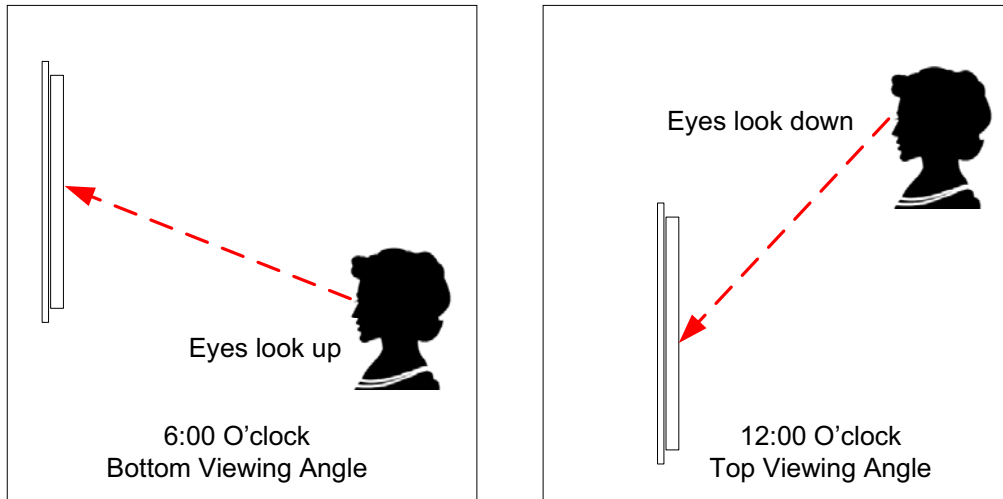 Eyes look up
6:00 O’clock
Bottom Viewing Angle
Eyes look down
12:00 O’clock
Top Viewing Angle